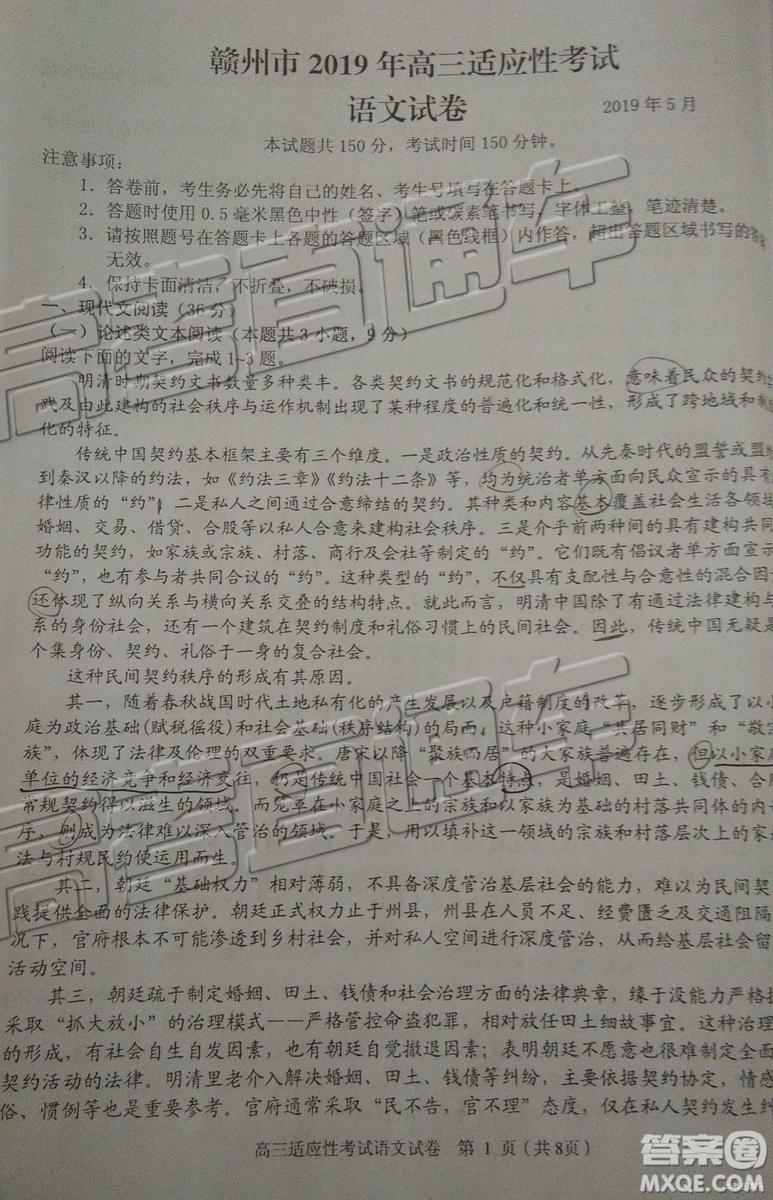 赣州市 2019 年高三适应性考试
语文试卷
2019 年 5 月
本试题共 150 分，考试时间 150 分钟。
注意事项：
1．答卷前，考生务必先将自己的姓名、考生号填写在答题卡上。
2．答题时使用 0.5 毫米黑色中性（签字）笔或碳素笔书写，字体工整、笔迹清楚。
3．请按照题号在答题卡上各题的答题区域（黑色线框）内作答，超出答题区域书写的
无效。
4．保持卡面清洁，不折叠，不破损。
一、现代文阅读（36 分）
（一）论述类文本阅读（本题共 3 小题，9 分）
阅读下面的文字，完成 1~3 题。
明清时期契约文书数量多种类丰。各类契约文书的规范化和格式化，意味着民众的契约
践及由此建构的社会秩序与运作机制出现了某种程度的普遍化和统一性，形成了跨地域和制
化的特征。
传统中国契约基本框架主要有三个维度。一是政治性质的契约。从先秦时代的盟誓或盟
到秦汉以降的约法，如《约法三章》《约法十二条》等，均为统治者单方面向民众宣示的具有
律性质的“约”；二是私人之间通过合意缔结的契约。其种类和内容基本覆盖社会生活各领域
婚姻、交易、借贷、合股等以私人合意来建构社会秩序。三是介乎前两种间的具有建构共同
功能的契约，如家族或宗族、村落、商行及会社等制定的“约”。它们既有倡议者单方面宣示
“约”，也有参与者共同合议的“约”。这种类型的“约”，不仅具有支配性与合意性的混合因
还体现了纵向关系与横向关系交叠的结构特点。就此而言，明清中国除了有通过法律建构与
系的身份社会，还有一个建筑在契约制度和礼俗习惯上的民间社会。因此，传统中国无疑是
个集身份、契约、礼俗于一身的复合社会。
这种民间契约秩序的形成有其原因。
其一，随着春秋战国时代土地私有化的产生发展以及户籍制度的改革，逐步形成了以小
庭为政治基础(赋税徭役)和社会基础(秩序结构)的局面，这种小家庭“共居同财”和“敬宗
族”，体现了法律及伦理的双重要求。唐宋以降“聚族而居”的大家族普遍存在，但以小家庭
单位的经济竞争和经济交往，仍是传统中国社会一个基本特点，是婚姻、田土、钱债、合股
常规契约得以滋生的领域。而笼罩在小家庭之上的宗族和以家族为基础的村落共同体的内
序，则成为法律难以深入管治的领域。于是，用以填补这一领域的宗族和村落层次上的家
法与村规民约便应运而生。
其二，朝廷“基础权力”相对薄弱，不具备深度管治基层社会的能力，难以为民间契
践提供全面的法律保护。朝廷正式权力止于州县，州县在人员不足、经费匮乏及交通阻隔
况下，官府根本不可能渗透到乡村社会，并对私人空间进行深度管治，从而给基层社会留
活动空间。
其三，朝廷疏于制定婚姻、田土、钱债和社会治理方面的法律典章，缘于没能力严格
采取“抓大放小”的治理模式——严格管控命盗犯罪，相对放任田土细故事宜。这种治理
的形成，有社会自生自发因素，也有朝廷自觉撤退因素；表明朝廷不愿意也很难制定全面
契约活动的法律。明清里老介入解决婚姻、田土、钱债等纠纷，主要依据契约协定，情感
俗、惯例等也是重要参考。官府通常采取“民不告，官不理”态度，仅在私人契约发生纠
高三适应性考试语文试卷 第 1 页（共 8页）
高考直通车
高考直通车
答案圈
MXQE.COM